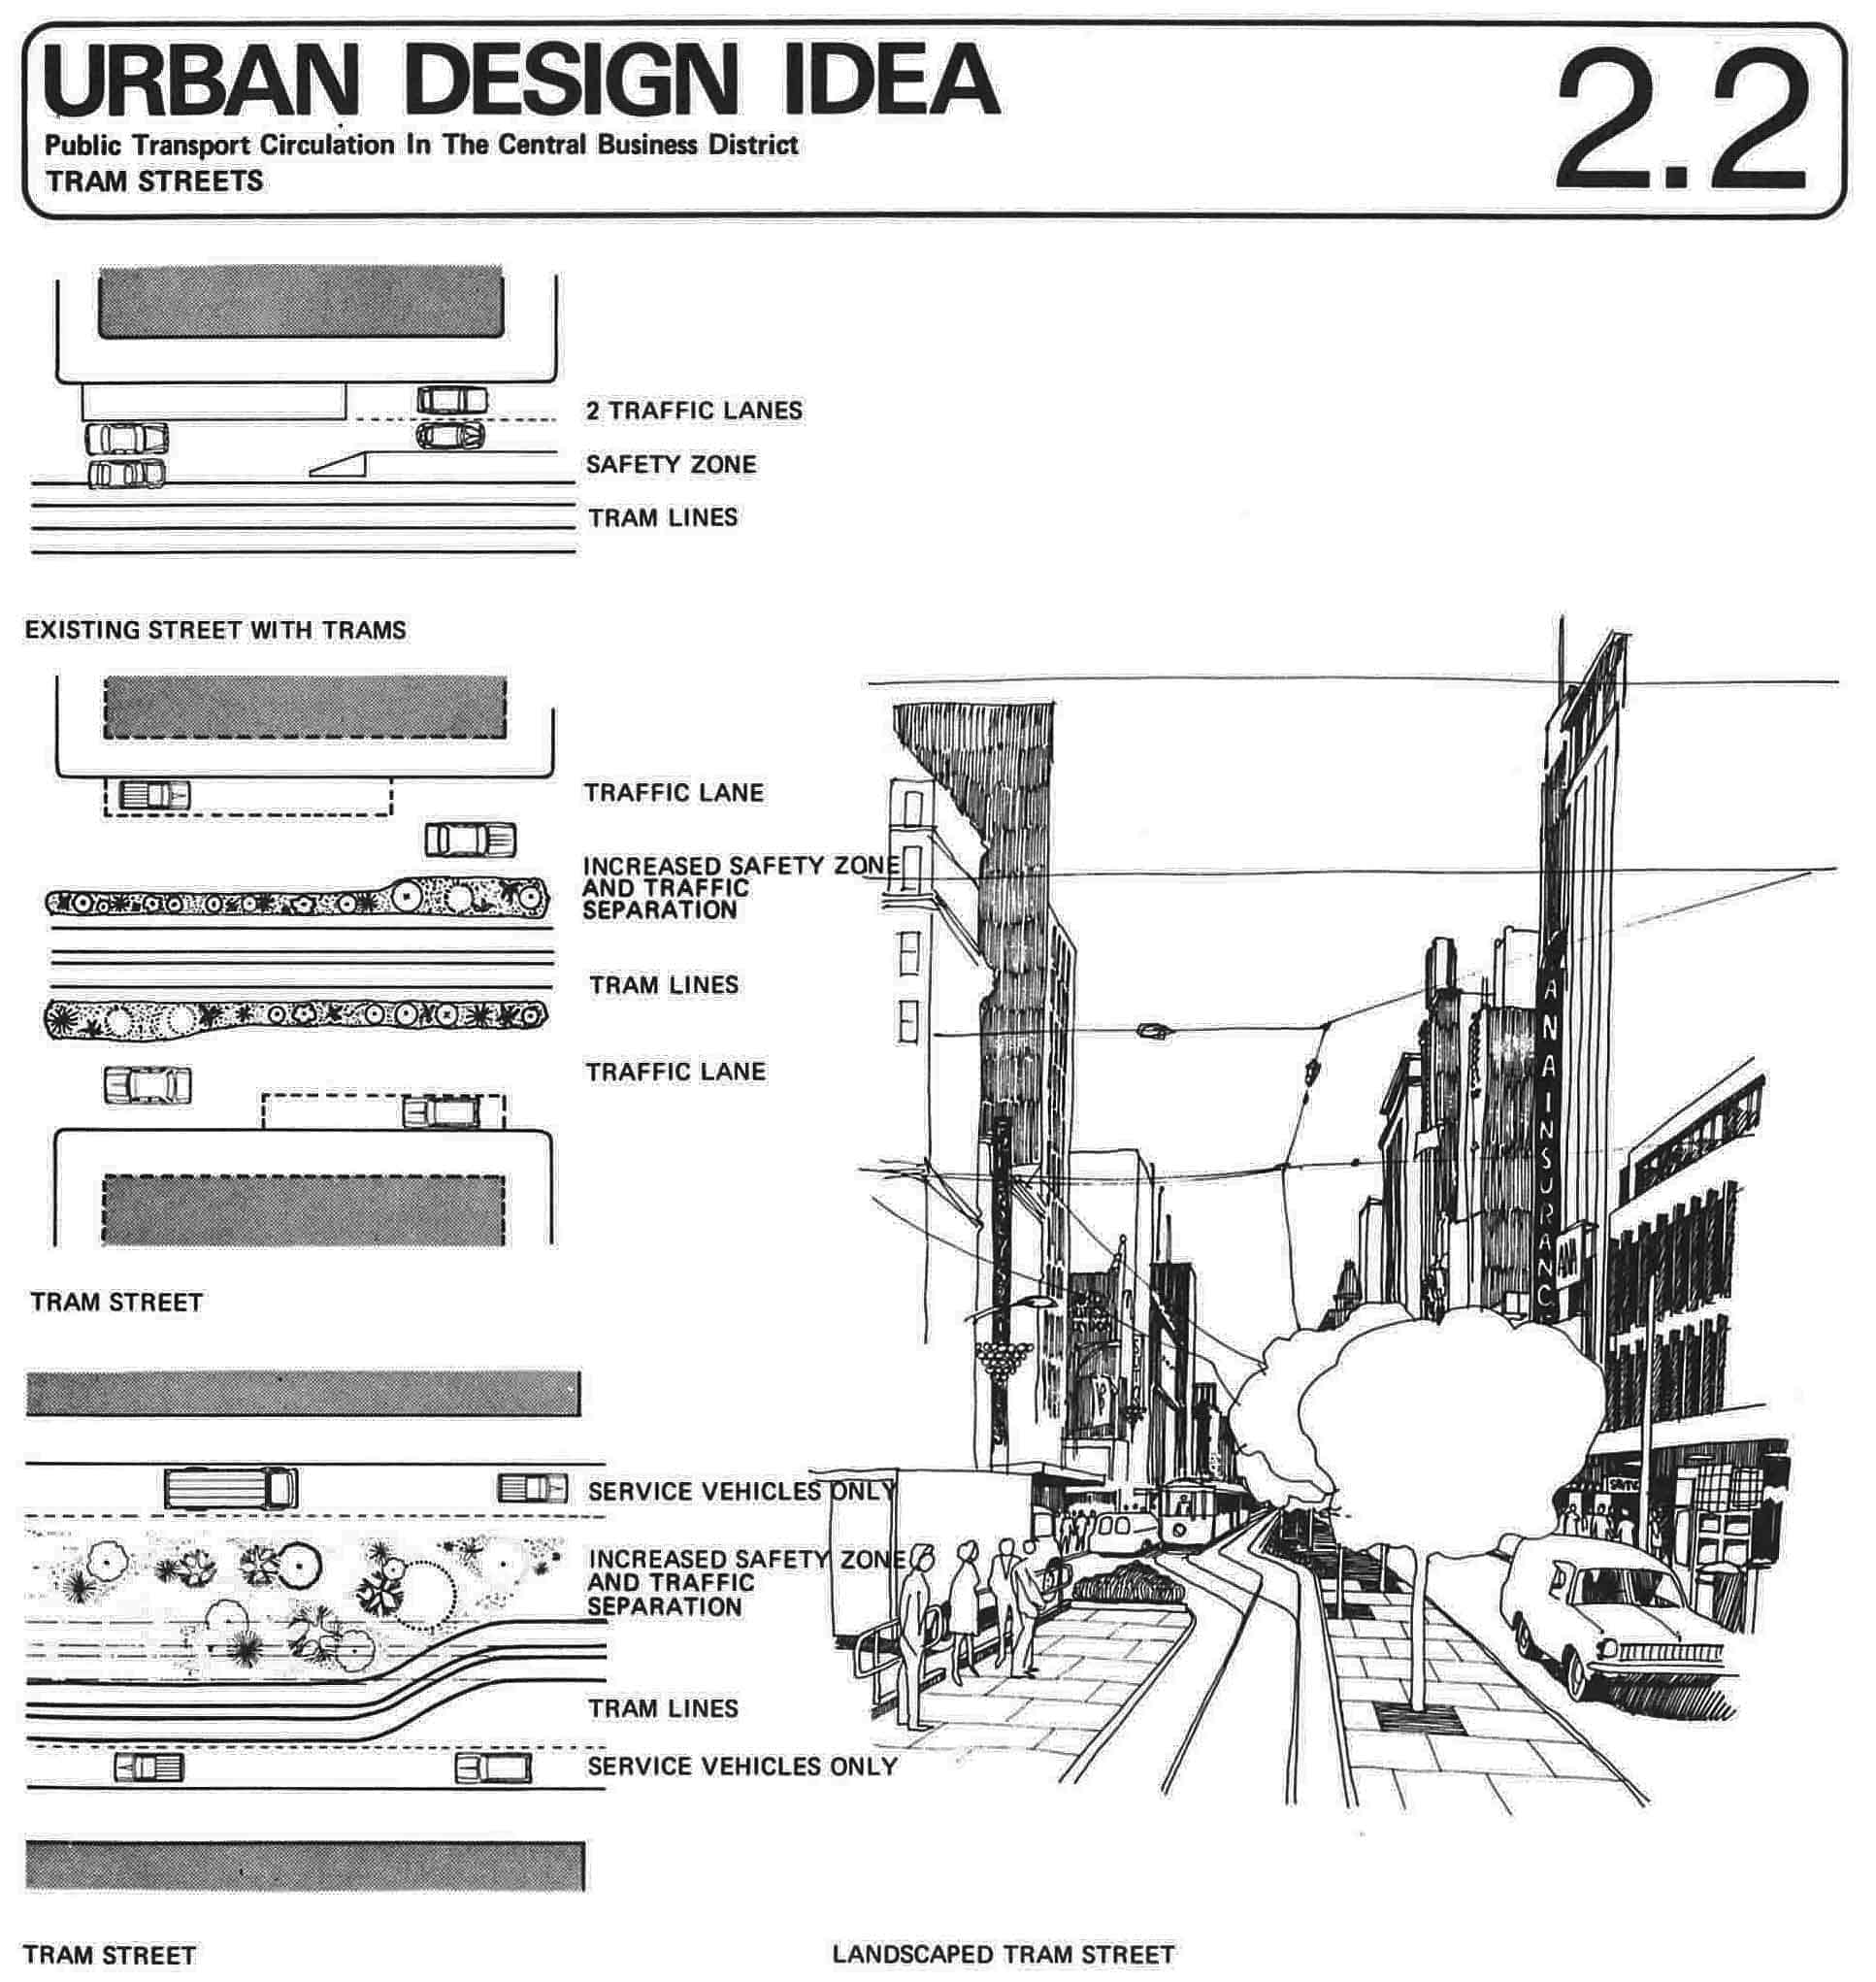 URBAN DESIGN IDEA
2.2
Public Transport Circulation In The Central Business District
TRAM STREETS
2 TRAFFIC LANES
SAFETY ZONE
TRAM LINES
EXISTING STREET WITH TRAMS
TRAFFIC LANE
INCREASED SAFETY ZONE
AND TRAFFIC
SEPARATION
TRAM LINES
TRAFFIC LANE
TRAM STREET
SERVICE VEHICLES ONLY
INCREASED SAFETY ZONE
AND TRAFFIC
SEPARATION
TRAM LINES
SERVICE VEHICLES ONLY
TRAM STREET
ANA INSURANC
ANA
LANDSCAPED TRAM STREET